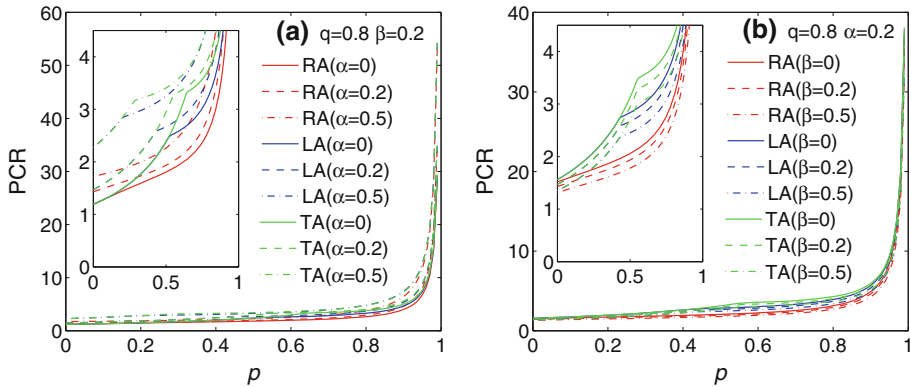 (a) q=0.8 β=0.2
RA(α=0)
RA(α=0.2)
RA(α=0.5)
LA(α=0)
LA(α=0.2)
LA(α=0.5)
TA(α=0)
TA(α=0.2)
TA(α=0.5)
PCR
60
50
40
30
20
10
0
4
3
2
1
0 0.5 1
0 0.2 0.4 0.6 0.8 1
p
(b) q=0.8 α=0.2
RA(β=0)
RA(β=0.2)
RA(β=0.5)
LA(β=0)
LA(β=0.2)
LA(β=0.5)
TA(β=0)
TA(β=0.2)
TA(β=0.5)
PCR
40
30
20
10
0
4
3
2
1
0 0.5 1
0 0.2 0.4 0.6 0.8 1
p